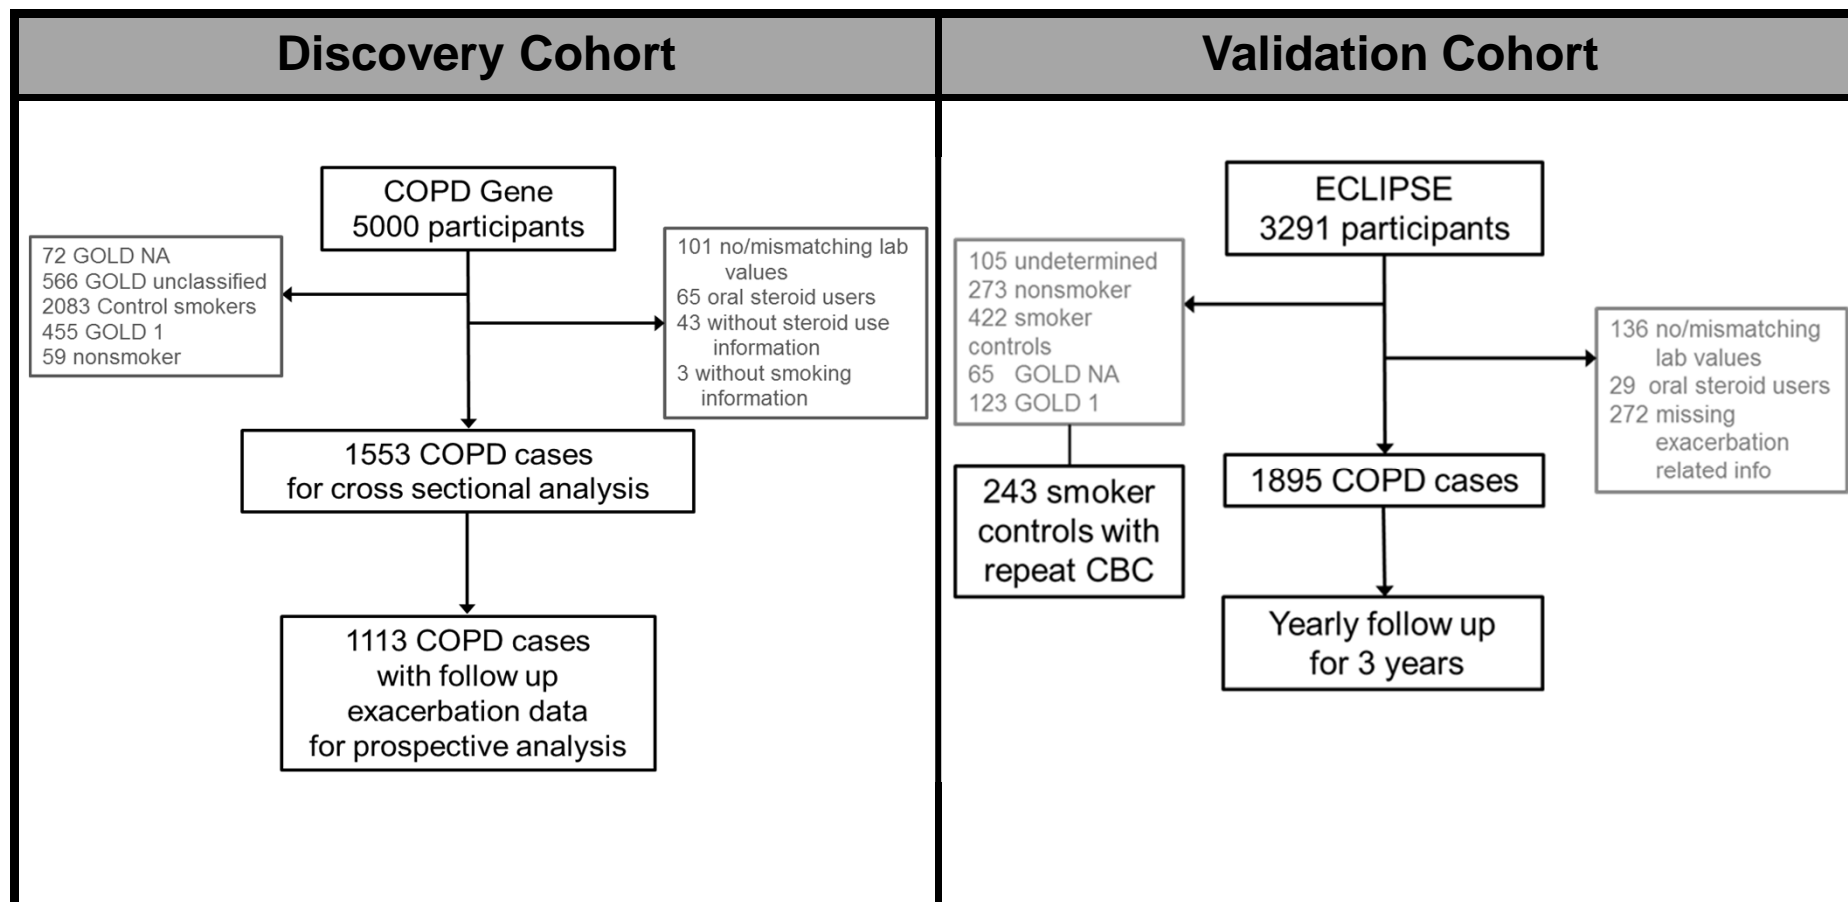 Discovery Cohort
COPD Gene
5000 participants
72 GOLD NA
566 GOLD unclassified
2083 Control smokers
455 GOLD 1
59 nonsmoker
101 no/mismatching lab
values
65 oral steroid users
43 without steroid use
information
3 without smoking
information
1553 COPD cases
for cross sectional analysis
1113 COPD cases
with follow up
exacerbation data
for prospective analysis
Validation Cohort
ECLIPSE
3291 participants
105 undetermined
273 nonsmoker
422 smoker
controls
65 GOLD NA
123 GOLD 1
136 no/mismatching
lab values
29 oral steroid users
272 missing
exacerbation
related info
243 smoker
controls with
repeat CBC
1895 COPD cases
Yearly follow up
for 3 years